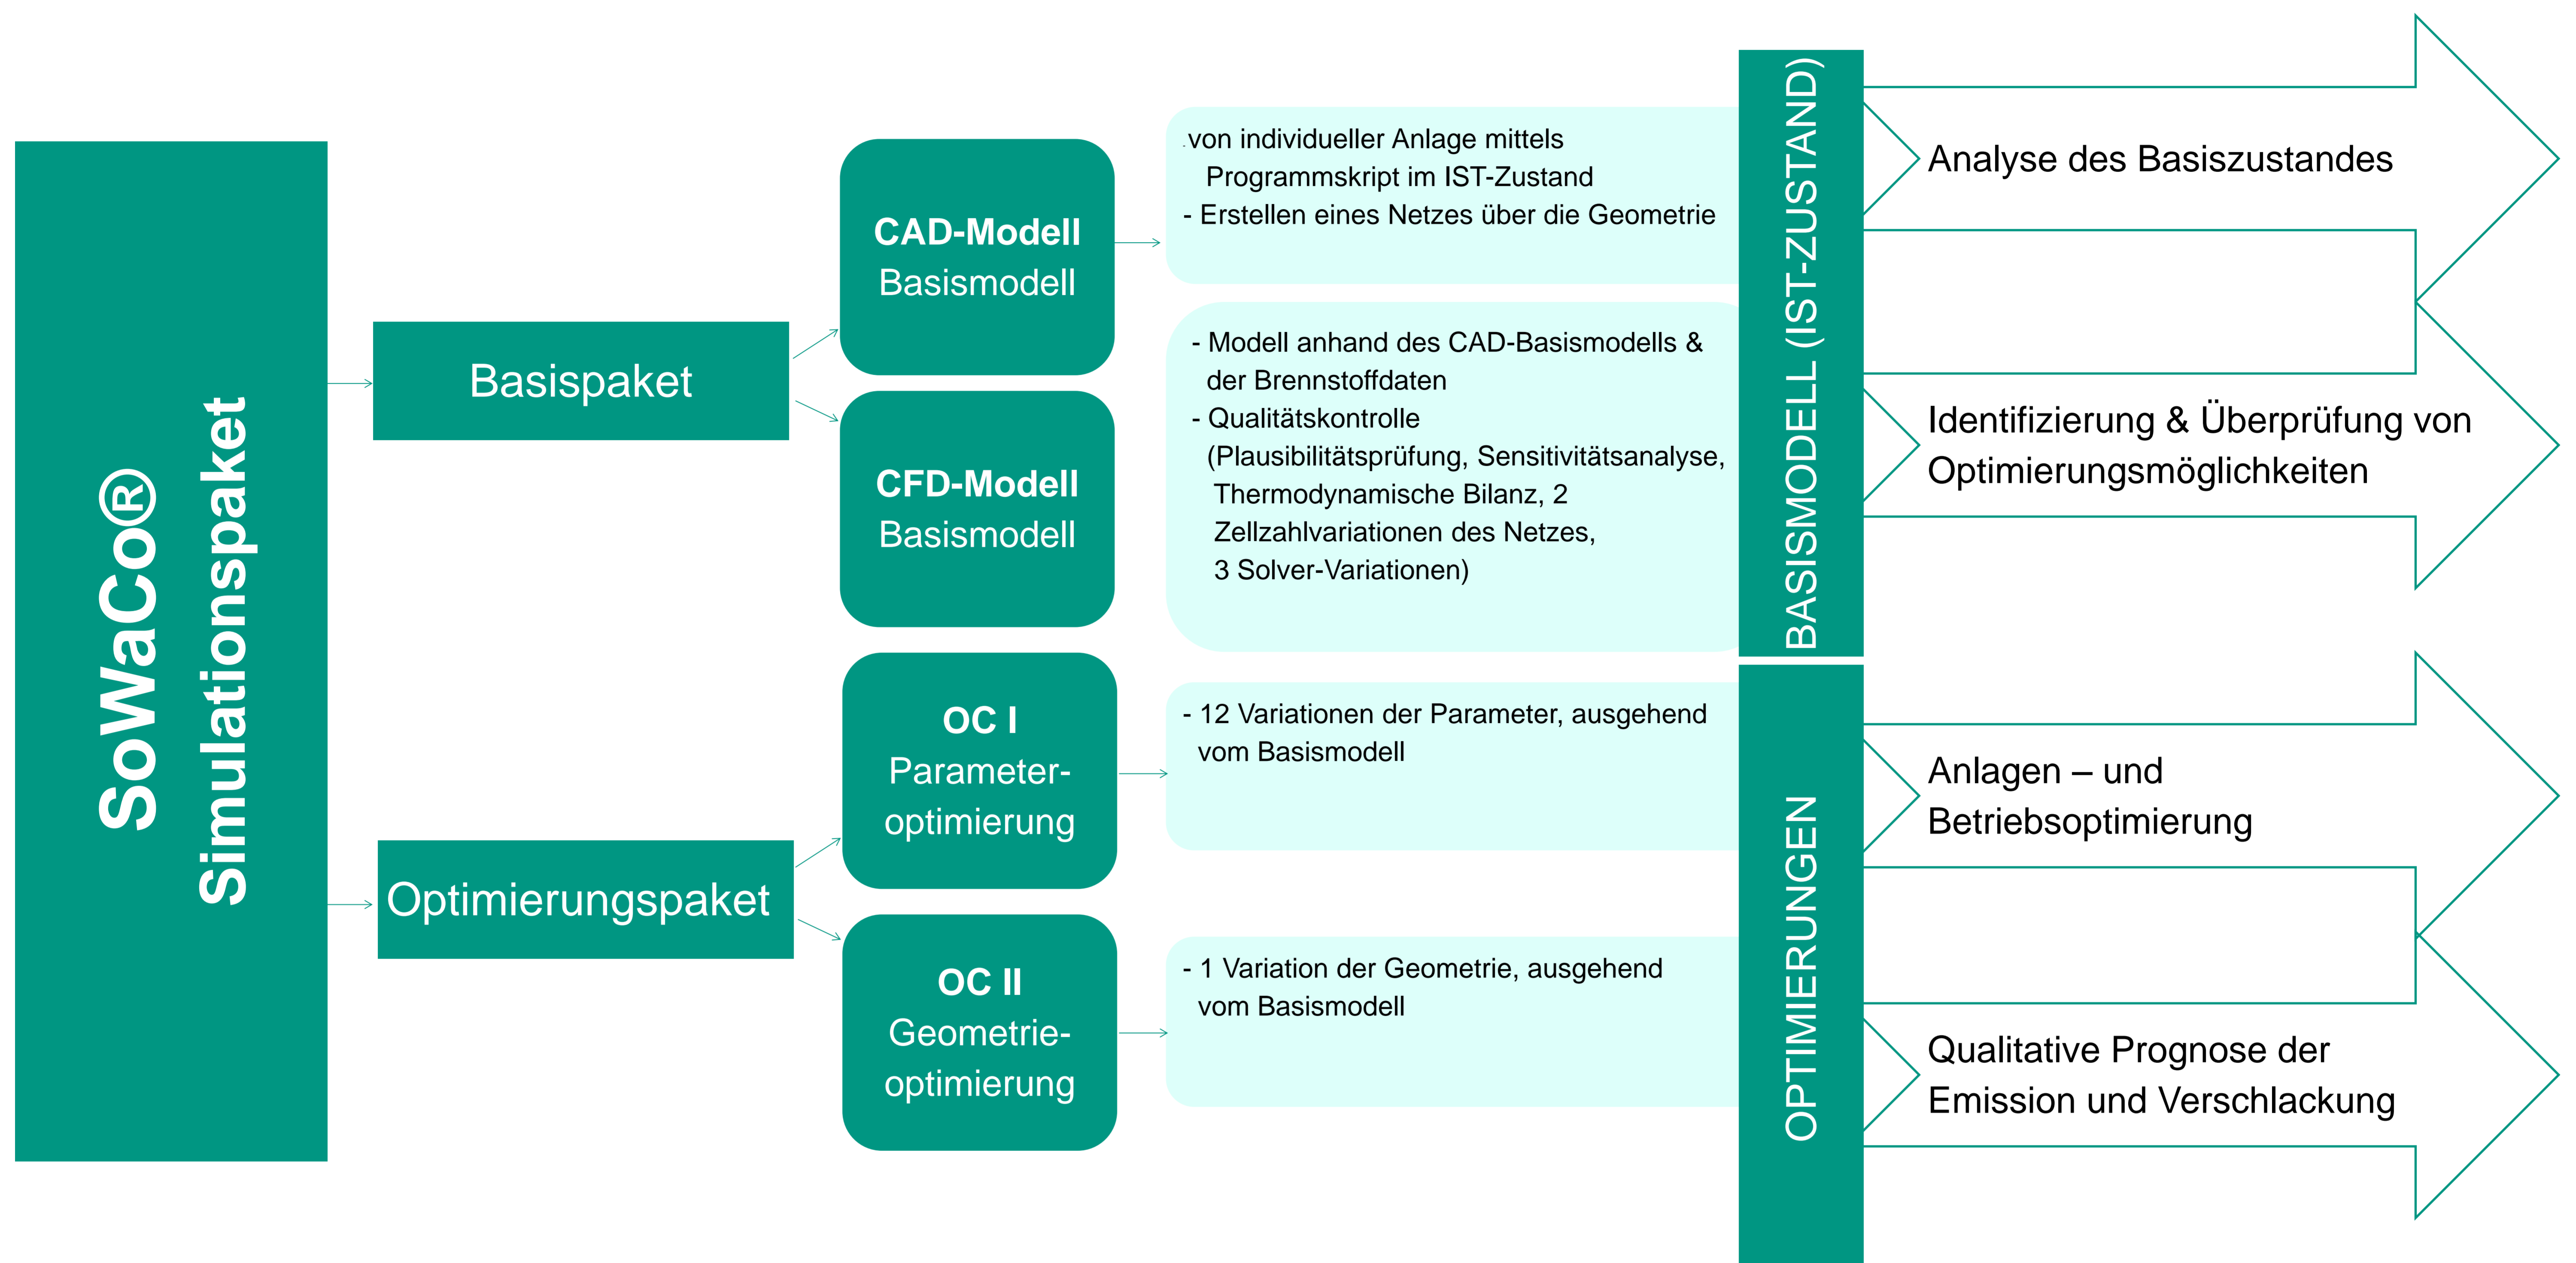 SoWaCo®
Simulationspaket
Basispaket
CAD-Modell
Basismodell
.von individueller Anlage mittels
Programmskript im IST-Zustand
- Erstellen eines Netzes über die Geometrie
CFD-Modell
Basismodell
- Modell anhand des CAD-Basismodells &
der Brennstoffdaten
- Qualitätskontrolle
(Plausibilitätsprüfung, Sensitivitätsanalyse,
Thermodynamische Bilanz, 2
Zellzahlvariationen des Netzes,
3 Solver-Variationen)
BASISMODELL (IST-ZUSTAND)
Analyse des Basiszustandes
Identifizierung & Überprüfung von
Optimierungsmöglichkeiten
Optimierungspaket
OC I
Parameter-
optimierung
- 12 Variationen der Parameter, ausgehend
vom Basismodell
OC II
Geometrie-
optimierung
- 1 Variation der Geometrie, ausgehend
vom Basismodell
OPTIMIERUNGEN
Anlagen – und
Betriebsoptimierung
Qualitative Prognose der
Emission und Verschlackung